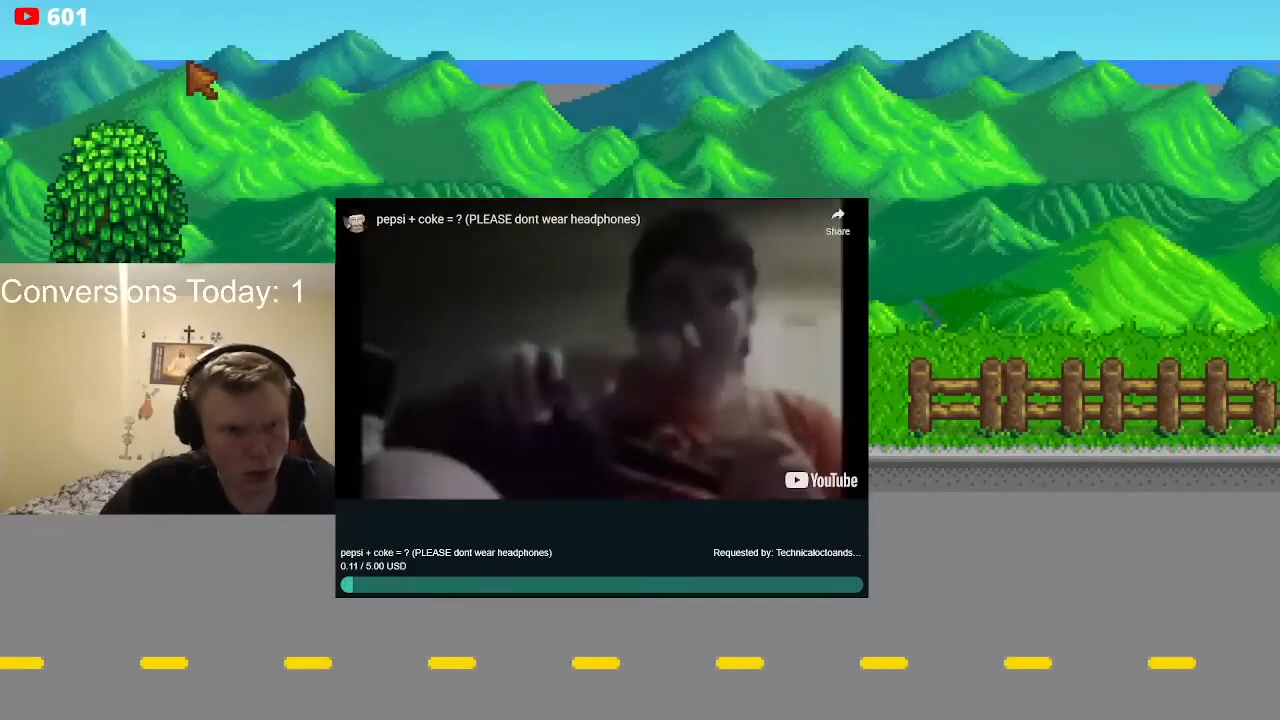 601
pepsi + coke = ? (PLEASE dont wear headphones)
Share
Conversions Today: 1
YouTube
pepsi + coke = ? (PLEASE dont wear headphones)
Requested by: Technicaloctoands...
0.11 / 5.00 USD